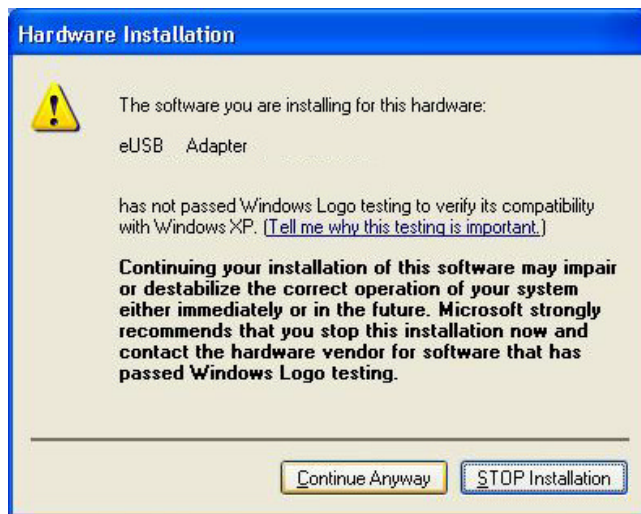 Hardware Installation
The software you are installing for this hardware:
eUSB Adapter
has not passed Windows Logo testing to verify its compatibility
with Windows XP. (Tell me why this testing is important.)
Continuing your installation of this software may impair
or destabilize the correct operation of your system
either immediately or in the future. Microsoft strongly
recommends that you stop this installation now and
contact the hardware vendor for software that has
passed Windows Logo testing.
Continue Anyway
STOP Installation